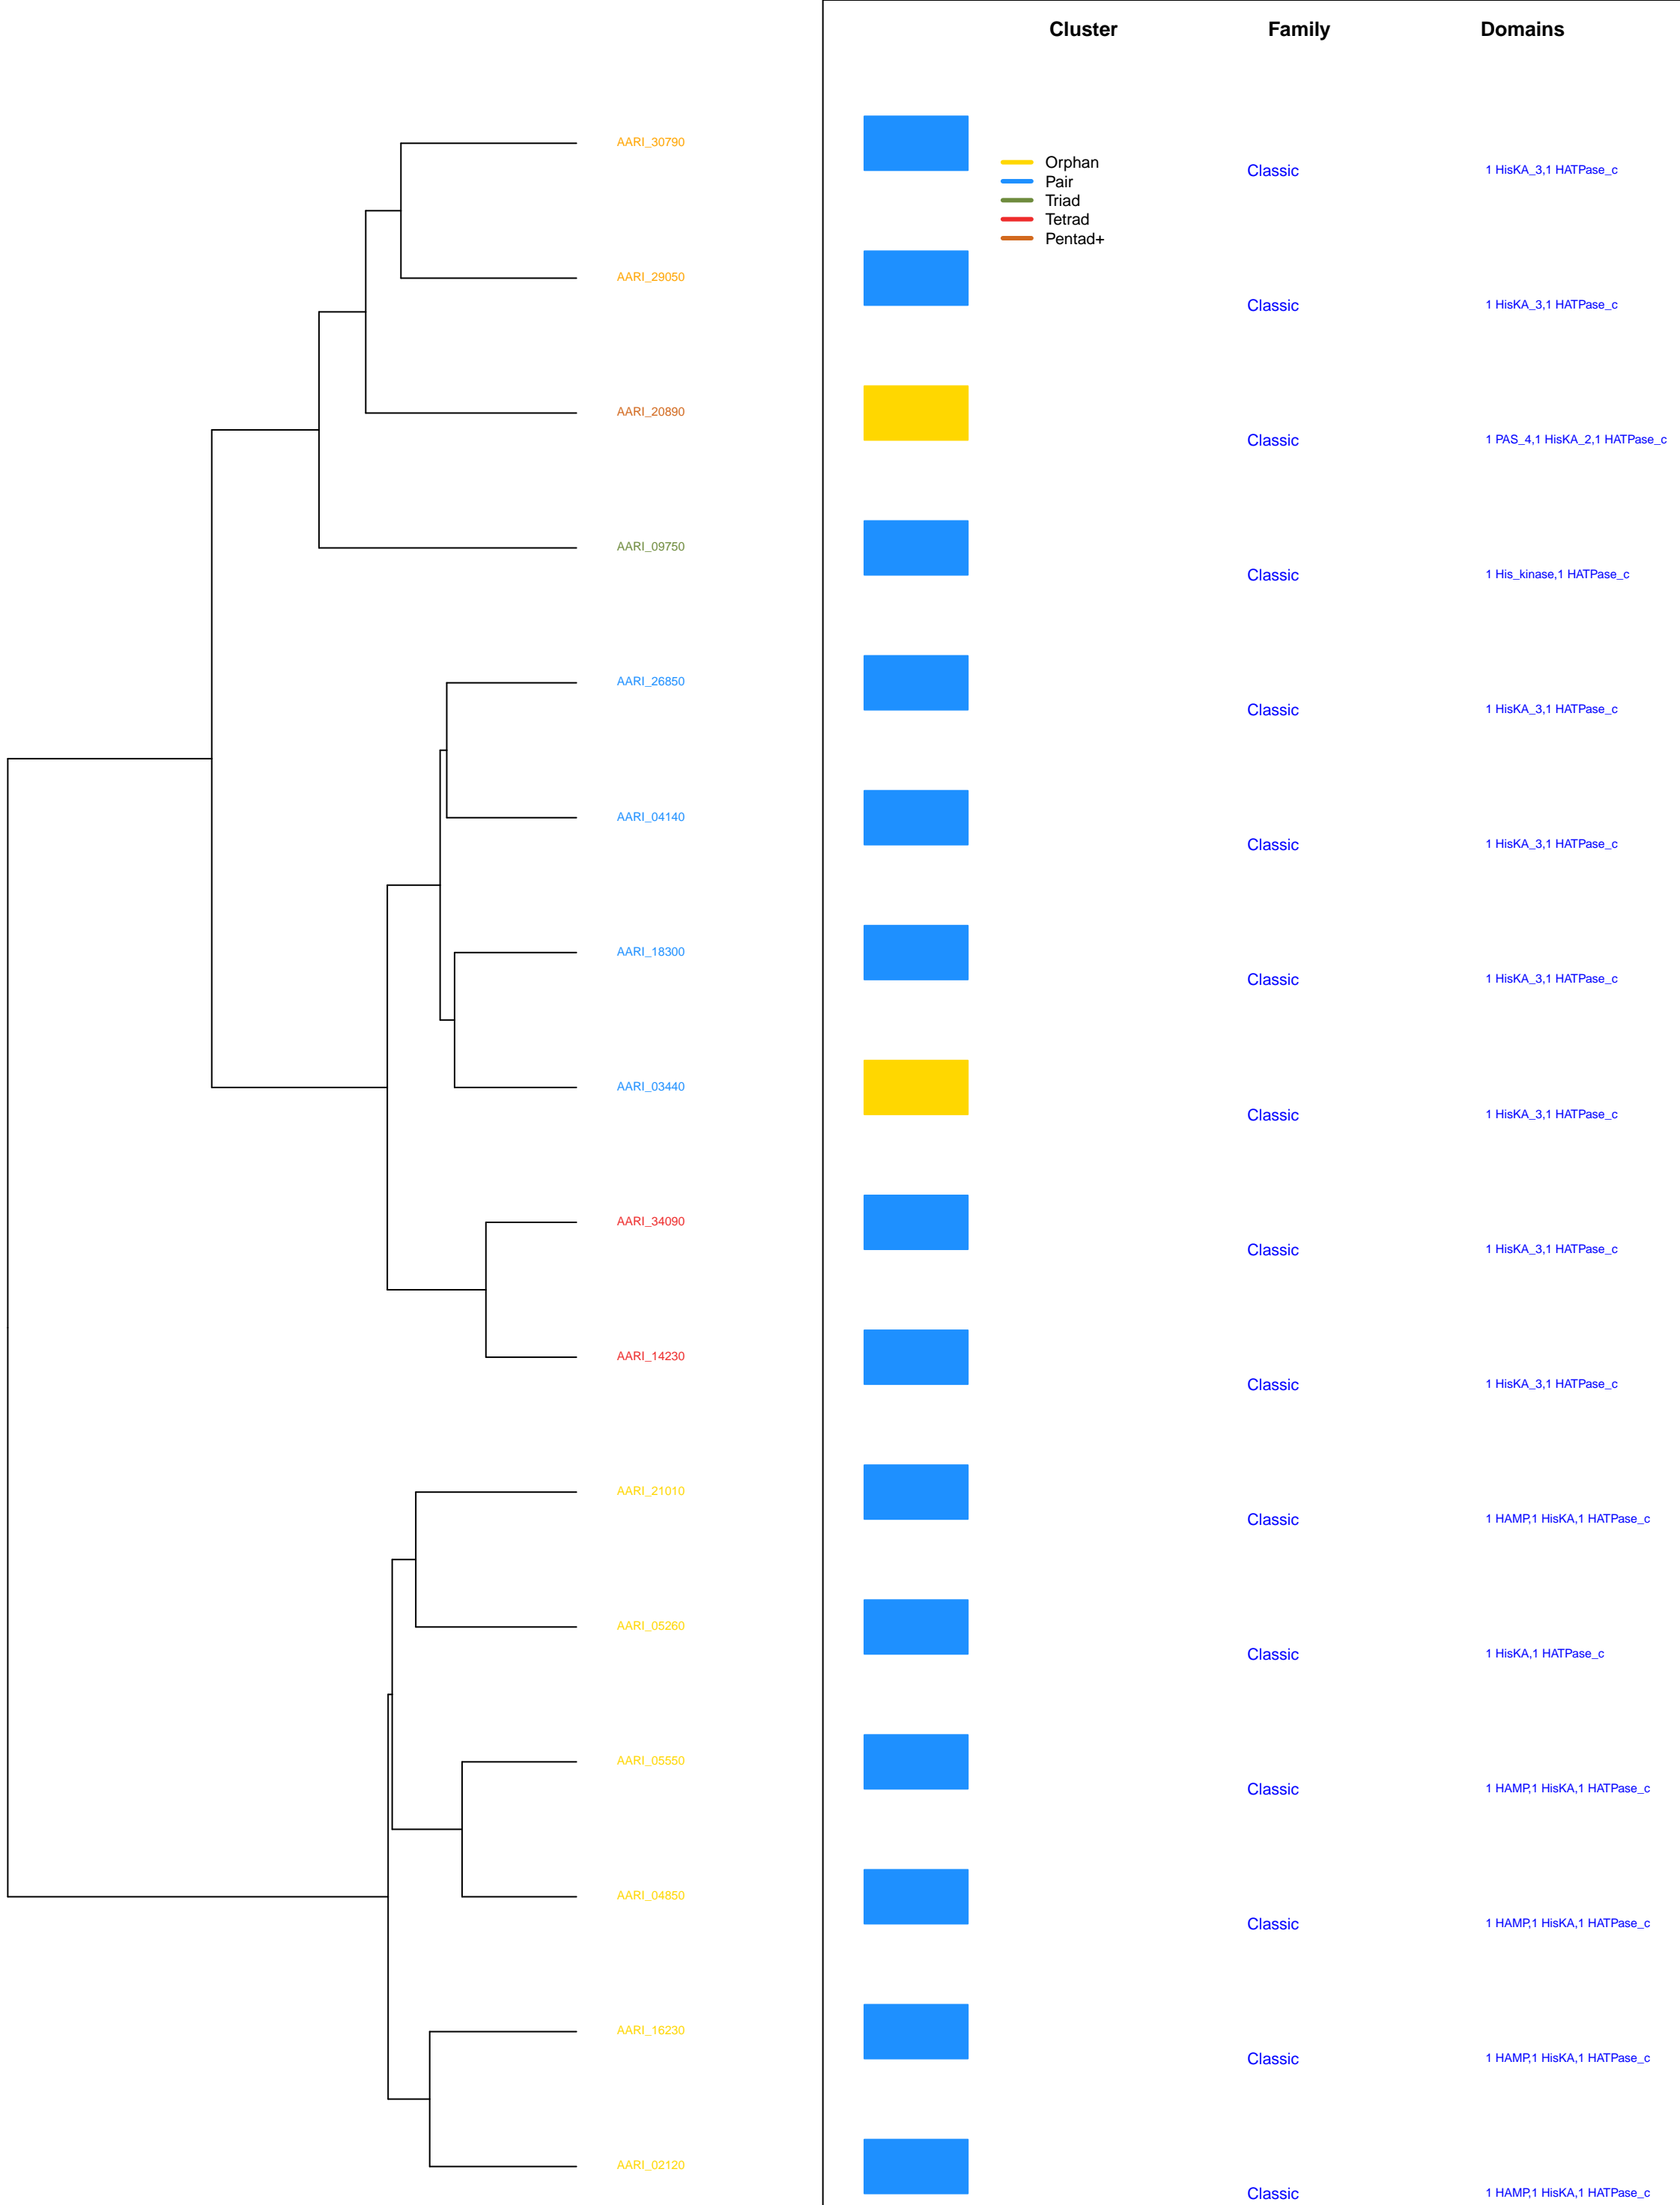 Cluster Family Domains
AARI_30790
Orphan
Classic 1 HisKA_3,1 HATPase_c
Pair
Triad
Tetrad
Pentad+
AARI_29050
Classic 1 HisKA_3,1 HATPase_c
AARI_20890
Classic 1 PAS_4,1 HisKA_2,1 HATPase_c
AARI_09750
Classic 1 His_kinase,1 HATPase_c
AARI_26850
Classic 1 HisKA_3,1 HATPase_c
AARI_04140
Classic 1 HisKA_3,1 HATPase_c
AARI_18300
Classic 1 HisKA_3,1 HATPase_c
AARI_03440
Classic 1 HisKA_3,1 HATPase_c
AARI_34090
Classic 1 HisKA_3,1 HATPase_c
AARI_14230
Classic 1 HisKA_3,1 HATPase_c
AARI_21010
Classic 1 HAMP,1 HisKA,1 HATPase_c
AARI_05260
Classic 1 HisKA,1 HATPase_c
AARI_05550
Classic 1 HAMP,1 HisKA,1 HATPase_c
AARI_04850
Classic 1 HAMP,1 HisKA,1 HATPase_c
AARI_16230
Classic 1 HAMP,1 HisKA,1 HATPase_c
AARI_02120
Classic 1 HAMP,1 HisKA,1 HATPase_c